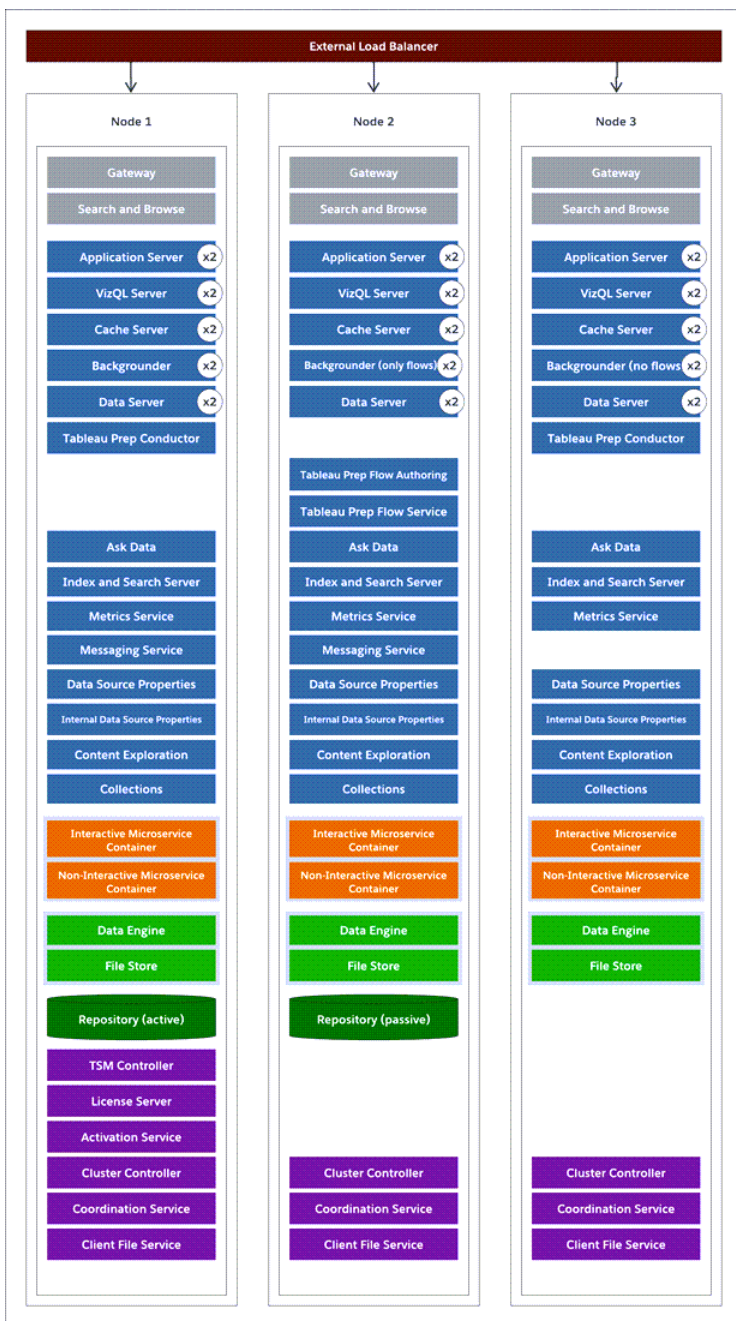 External Load Balancer
Node 1
Gateway
Search and Browse
Application Server x2
VizQL Server x2
Cache Server x2
Backgrounder x2
Data Server x2
Tableau Prep Conductor
Ask Data
Index and Search Server
Metrics Service
Messaging Service
Data Source Properties
Internal Data Source Properties
Content Exploration
Collections
Interactive Microservice
Container
Non-Interactive Microservice
Container
Data Engine
File Store
Repository (active)
TSM Controller
License Server
Activation Service
Cluster Controller
Coordination Service
Client File Service
Node 2
Gateway
Search and Browse
Application Server x2
VizQL Server x2
Cache Server x2
Backgrounder (only flows) x2
Data Server x2
Tableau Prep Flow Authoring
Tableau Prep Flow Service
Ask Data
Index and Search Server
Metrics Service
Messaging Service
Data Source Properties
Internal Data Source Properties
Content Exploration
Collections
Interactive Microservice
Container
Non-Interactive Microservice
Container
Data Engine
File Store
Repository (passive)
Cluster Controller
Coordination Service
Client File Service
Node 3
Gateway
Search and Browse
Application Server x2
VizQL Server x2
Cache Server x2
Backgrounder (no flows x2
Data Server x2
Tableau Prep Conductor
Ask Data
Index and Search Server
Metrics Service
Data Source Properties
Internal Data Source Properties
Content Exploration
Collections
Interactive Microservice
Container
Non-Interactive Microservice
Container
Data Engine
File Store
Cluster Controller
Coordination Service
Client File Service